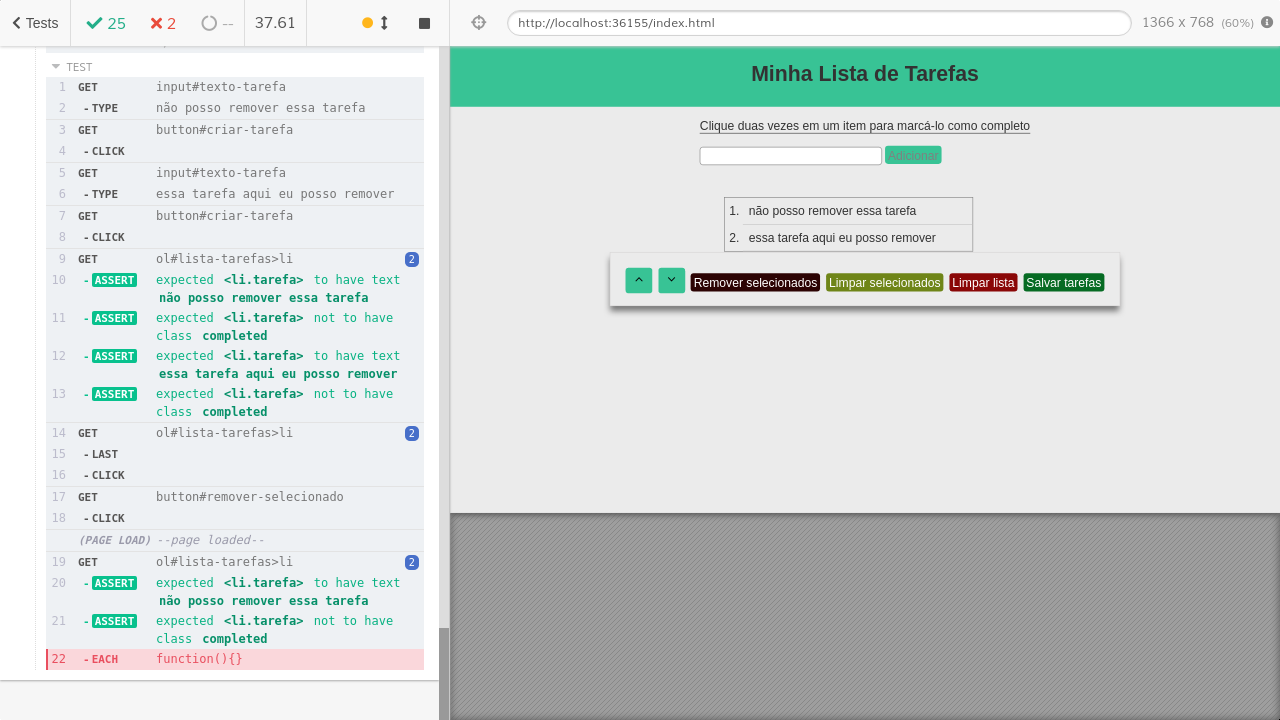 Tests 25 2 -- 37.61 http://localhost:36155/index.html 1366 x 768 (60%)
TEST
1 GET input#texto-tarefa
2 -TYPE não posso remover essa tarefa
3 GET button#criar-tarefa
4 -CLICK
5 GET input#texto-tarefa
6 -TYPE essa tarefa aqui eu posso remover
7 GET button#criar-tarefa
8 -CLICK
9 GET ol#lista-tarefas>li 2
10 -ASSERT expected <li.tarefa> to have text
não posso remover essa tarefa
11 -ASSERT expected <li.tarefa> not to have
class completed
12 -ASSERT expected <li.tarefa> to have text
essa tarefa aqui eu posso remover
13 -ASSERT expected <li.tarefa> not to have
class completed
14 GET ol#lista-tarefas>li 2
15 -LAST
16 -CLICK
17 GET button#remover-selecionado
18 -CLICK
(PAGE LOAD) --page loaded--
19 GET ol#lista-tarefas>li 2
20 -ASSERT expected <li.tarefa> to have text
não posso remover essa tarefa
21 -ASSERT expected <li.tarefa> not to have
class completed
22 -EACH function(){}
Minha Lista de Tarefas
Clique duas vezes em um item para marcá-lo como completo
Adicionar
1. não posso remover essa tarefa
2. essa tarefa aqui eu posso remover
Remover selecionados Limpar selecionados Limpar lista Salvar tarefas